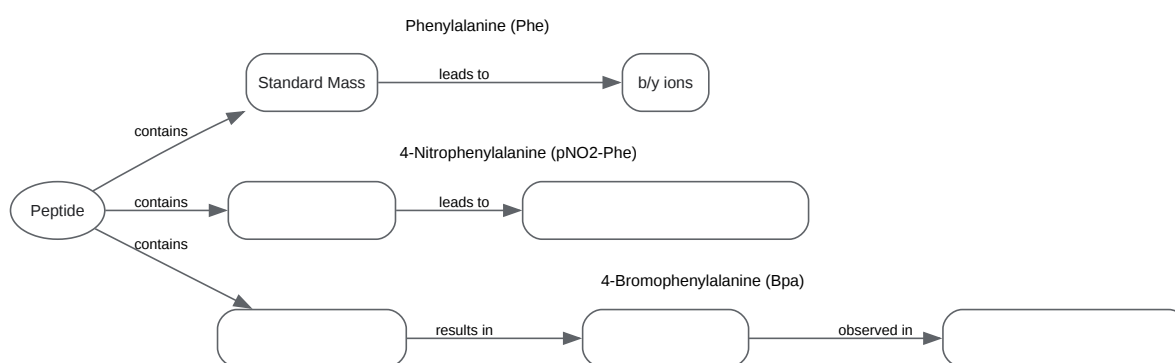 Phenylalanine (Phe)
Standard Mass
leads to
b/y ions
contains
4-Nitrophenylalanine (pNO2-Phe)
Peptide
contains
leads to
contains
4-Bromophenylalanine (Bpa)
results in
observed in